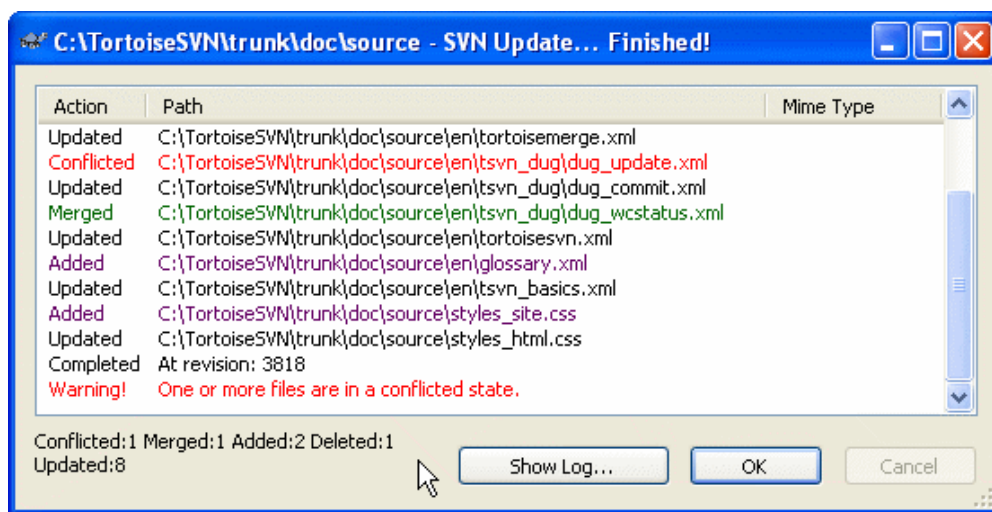 C:\TortoiseSVN\trunk\doc\source - SVN Update... Finished!
Action Path Mime Type
Updated C:\TortoiseSVN\trunk\doc\source\en\tortoisemerge.xml
Conflicted C:\TortoiseSVN\trunk\doc\source\en\tsvn_dug\dug_update.xml
Updated C:\TortoiseSVN\trunk\doc\source\en\tsvn_dug\dug_commit.xml
Merged C:\TortoiseSVN\trunk\doc\source\en\tsvn_dug\dug_wcstatus.xml
Updated C:\TortoiseSVN\trunk\doc\source\en\tortoisesvn.xml
Added C:\TortoiseSVN\trunk\doc\source\en\glossary.xml
Updated C:\TortoiseSVN\trunk\doc\source\en\tsvn_basics.xml
Added C:\TortoiseSVN\trunk\doc\source\styles_site.css
Updated C:\TortoiseSVN\trunk\doc\source\styles_html.css
Completed At revision: 3818
Warning! One or more files are in a conflicted state.
Conflicted:1 Merged:1 Added:2 Deleted:1
Updated:8
Show Log... OK Cancel